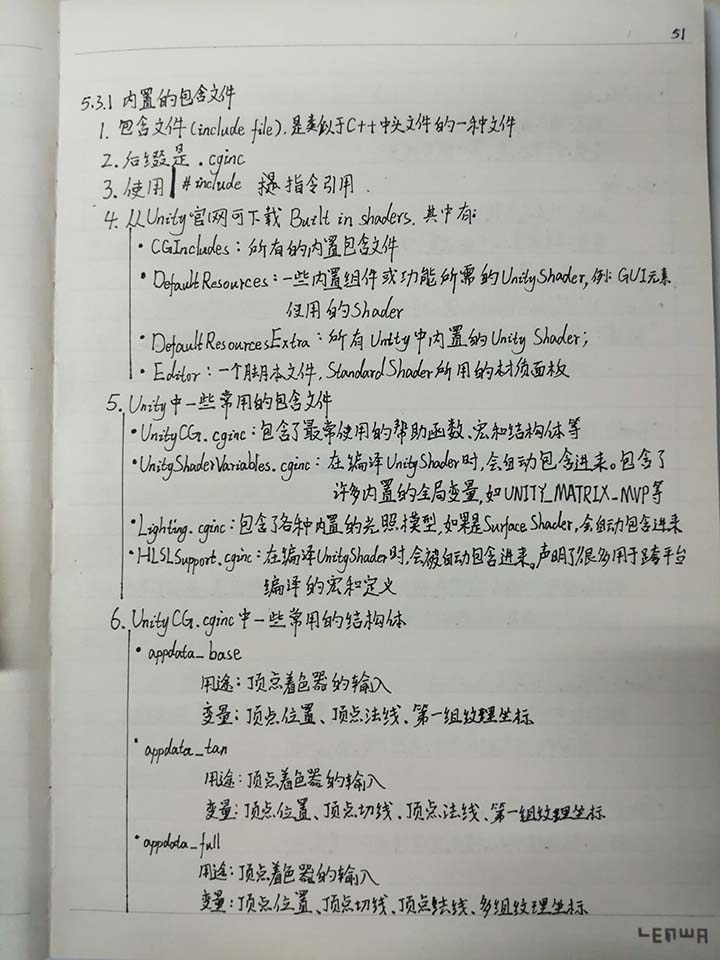 51
5.3.1 内置的包含文件
1. 包含文件(include file),是类似于C++中头文件的一种文件
2. 后缀是 .cginc
3. 使用 #include 指令引用.
4. 从Unity官网可下载 Built in shaders. 其中有:
• CGIncludes: 所有的内置包含文件
• DefaultResources: 一些内置组件或功能所需的UnityShader, 例: GUI元素
使用的Shader
• DefaultResourcesExtra: 所有Unity中内置的Unity Shader;
• Editor: 一个脚本文件, StandardShader所用的材质面板
5. Unity中一些常用的包含文件
• UnityCG.cginc: 包含了最常使用的帮助函数、宏和结构体等
• UnityShaderVariables.cginc: 在编译UnityShader时,会自动包含进来。包含了
许多内置的全局变量,如UNITY_MATRIX_MVP等
• Lighting.cginc: 包含了各种内置的光照模型,如果是Surface Shader,会自动包含进来
• HLSLSupport.cginc: 在编译UnityShader时,会被自动包含进来。声明了很多用于跨平台
编译的宏和定义
6. UnityCG.cginc中一些常用的结构体
• appdata_base
用途: 顶点着色器的输入
变量: 顶点位置、顶点法线、第一组纹理坐标
• appdata_tan
用途: 顶点着色器的输入
变量: 顶点位置、顶点切线、顶点法线、第一组纹理坐标
• appdata_full
用途: 顶点着色器的输入
变量: 顶点位置、顶点切线、顶点法线、多组纹理坐标